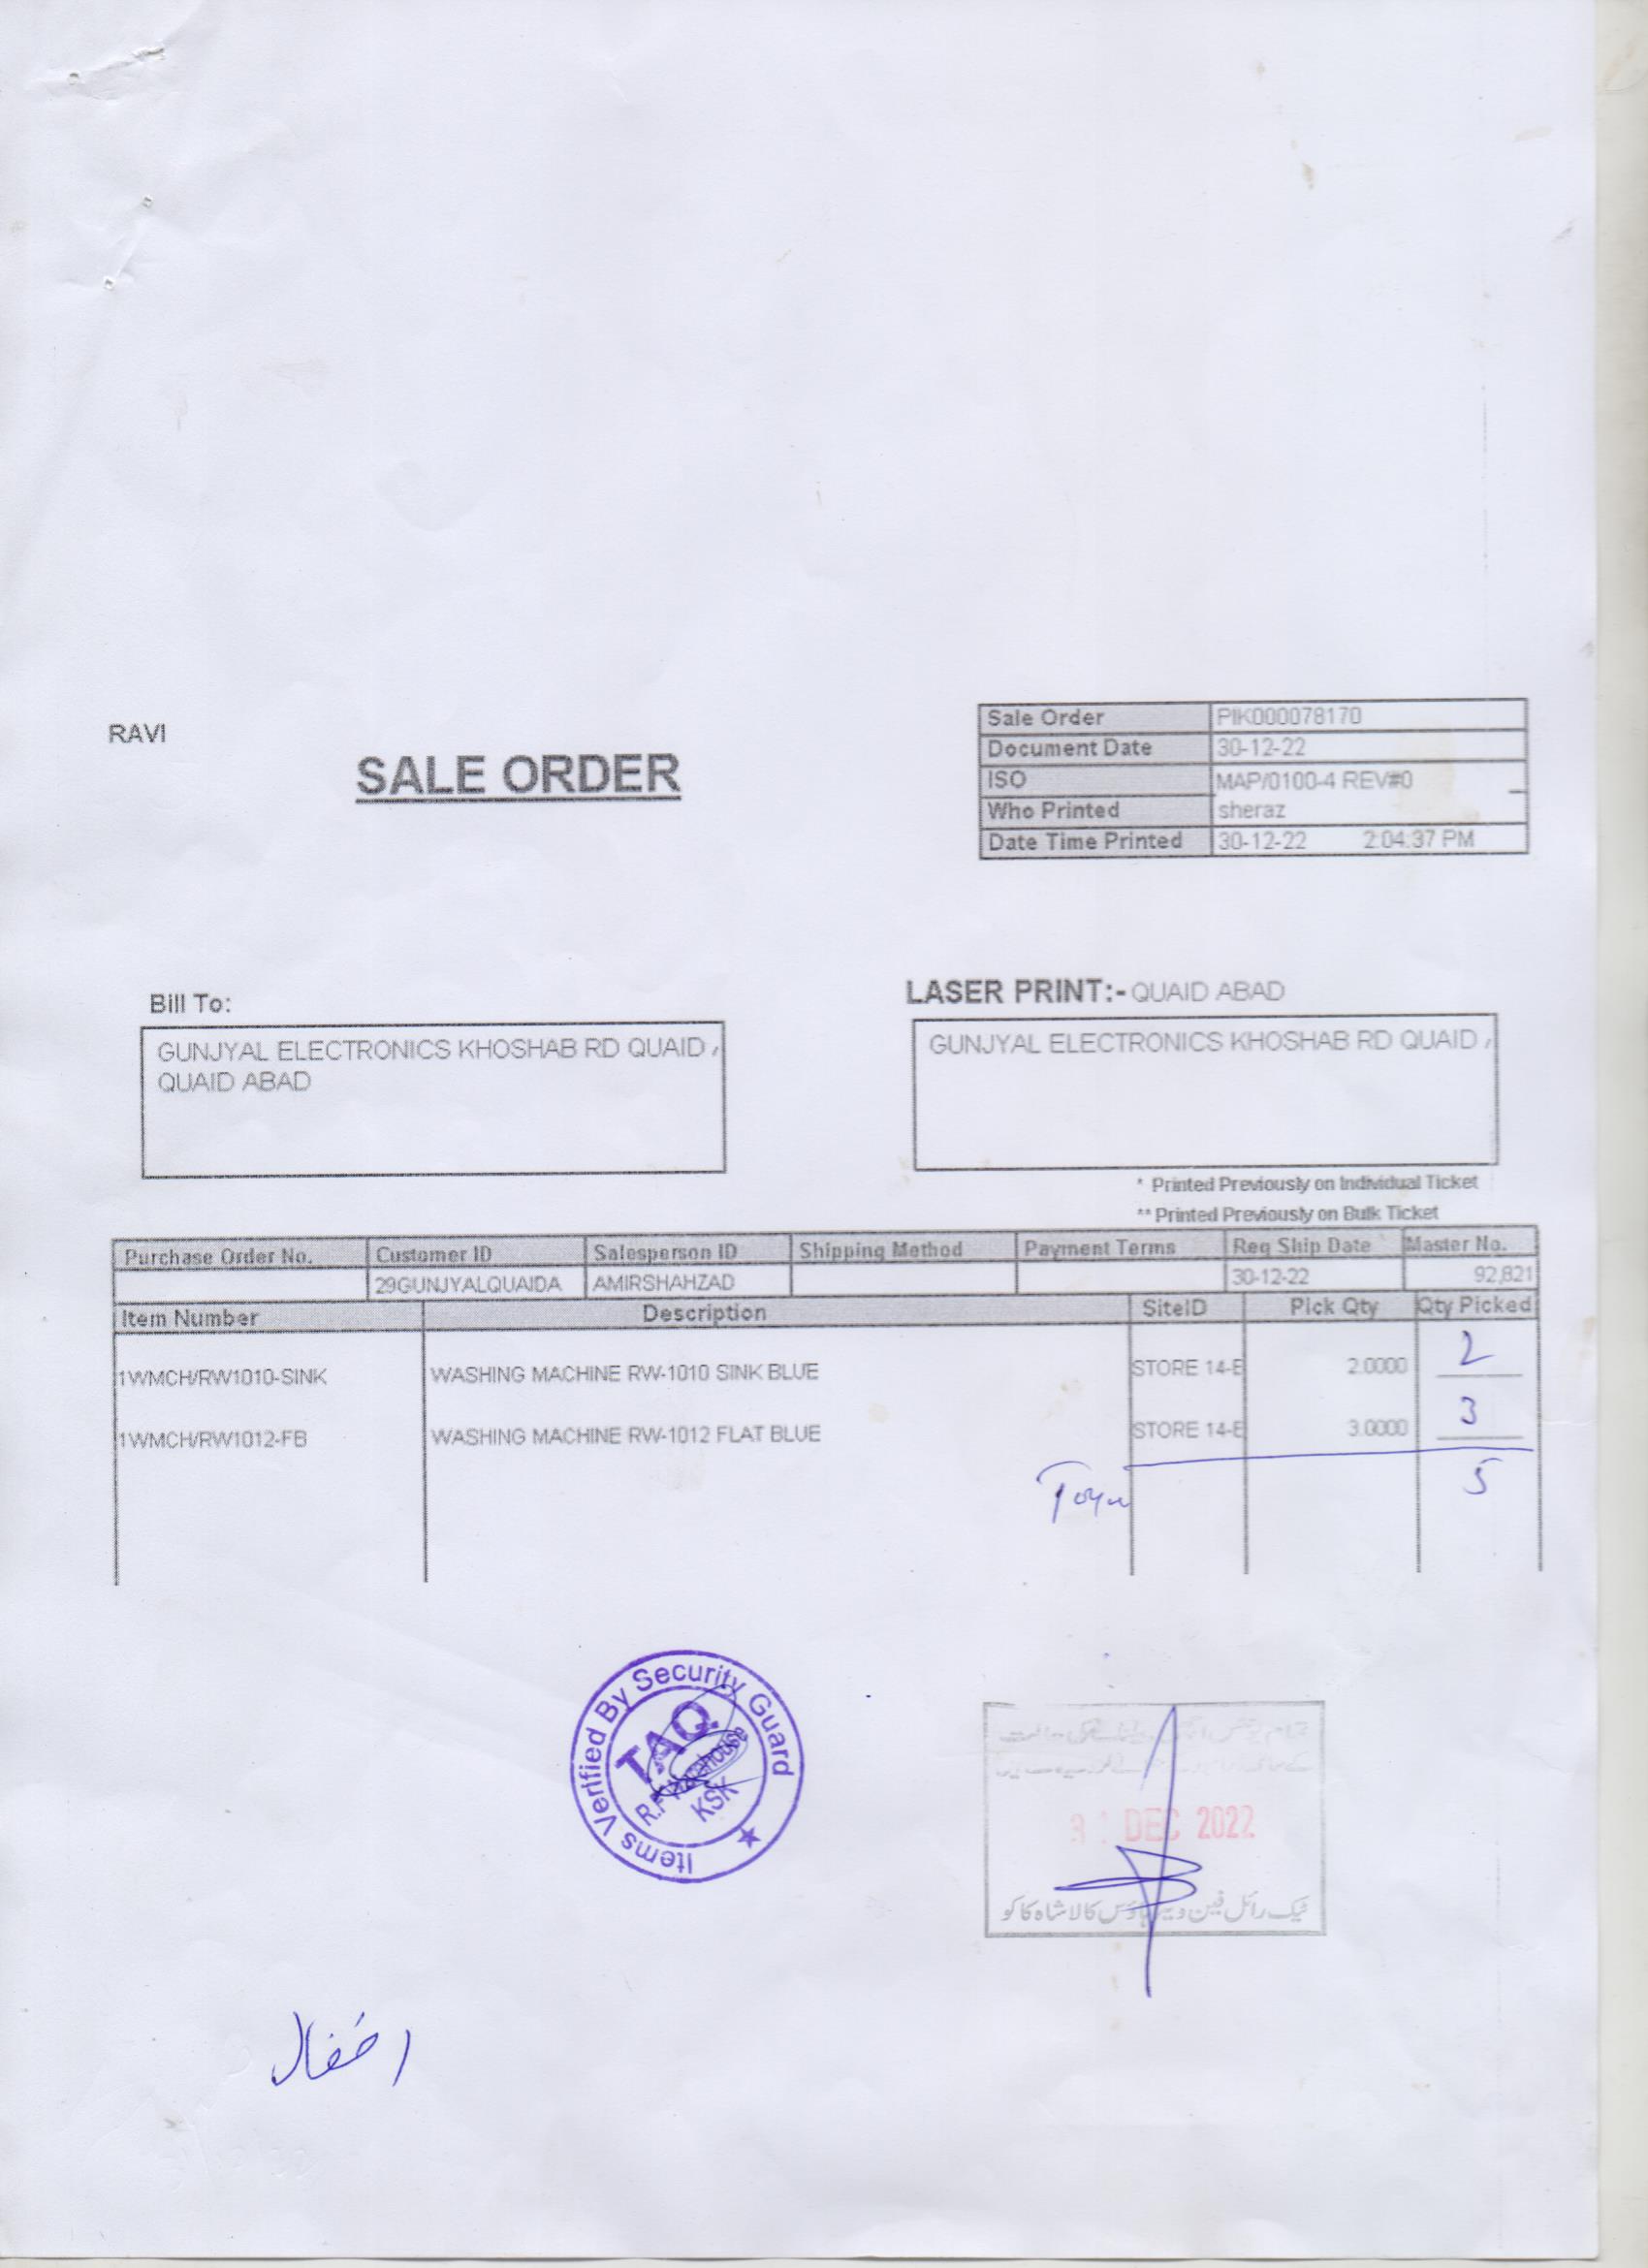 RAVI
SALE ORDER
Sale Order PIK000078170
Document Date 30-12-22
ISO MAP/0100-4 REV#0
Who Printed sheraz
Date Time Printed 30-12-22 2:04:37 PM
Bill To:
GUNJYAL ELECTRONICS KHOSHAB RD QUAID ,
QUAID ABAD
LASER PRINT:- QUAID ABAD
GUNJYAL ELECTRONICS KHOSHAB RD QUAID ,
* Printed Previously on Individual Ticket
** Printed Previously on Bulk Ticket
Purchase Order No. Customer ID Salesperson ID Shipping Method Payment Terms Req Ship Date Master No.
29GUNJYALQUAIDA AMIRSHAHZAD 30-12-22 92,821
Item Number Description SiteID Pick Qty Qty Picked
1WMCH/RW1010-SINK WASHING MACHINE RW-1010 SINK BLUE STORE 14-E 2.0000 2
1WMCH/RW1012-FB WASHING MACHINE RW-1012 FLAT BLUE STORE 14-E 3.0000 3
5
Items Verified By Security Guard
TAQ.
R.F Warehouse
KSK
31 DEC 2022
ٹیک رائل فین ویئر ہاؤس کالا شاہ کاکو